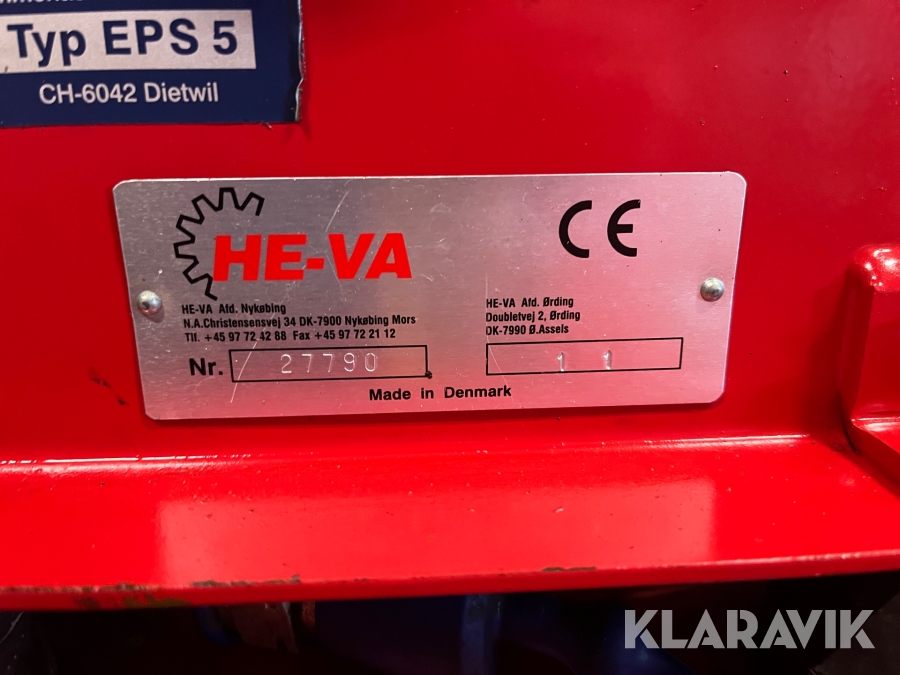 Typ EPS 5
CH-6042 Dietwil
HE-VA
CE
HE-VA Afd. Nykøbing
N.A.Christensensvej 34 DK-7900 Nykøbing Mors
Tlf. +45 97 72 42 88 Fax +45 97 72 21 12
HE-VA Afd. Ørding
Doubletvej 2, Ørding
DK-7990 Ø.Assels
Nr. 27790
1 1
Made in Denmark
KLARAVIK